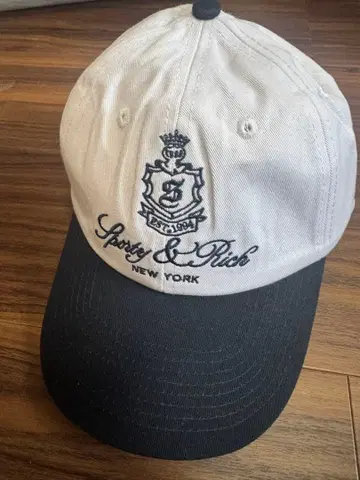 S
EST. 1994
Sporty & Rich
NEW YORK